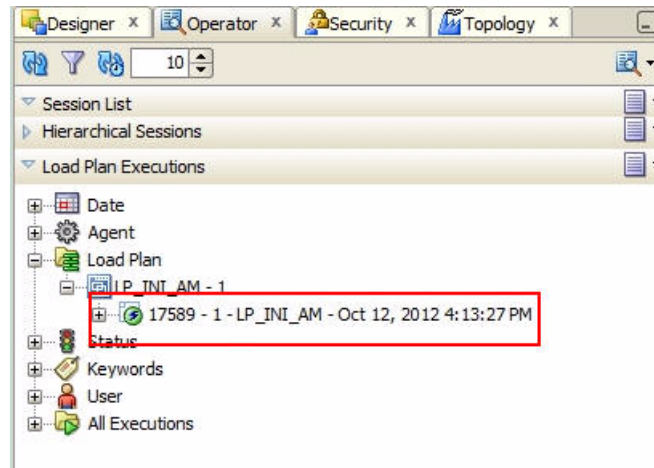 Designer Operator Security Topology
10
Session List
Hierarchical Sessions
Load Plan Executions
Date
Agent
Load Plan
LP_INI_AM - 1
17589 - 1 - LP_INI_AM - Oct 12, 2012 4:13:27 PM
Status
Keywords
User
All Executions